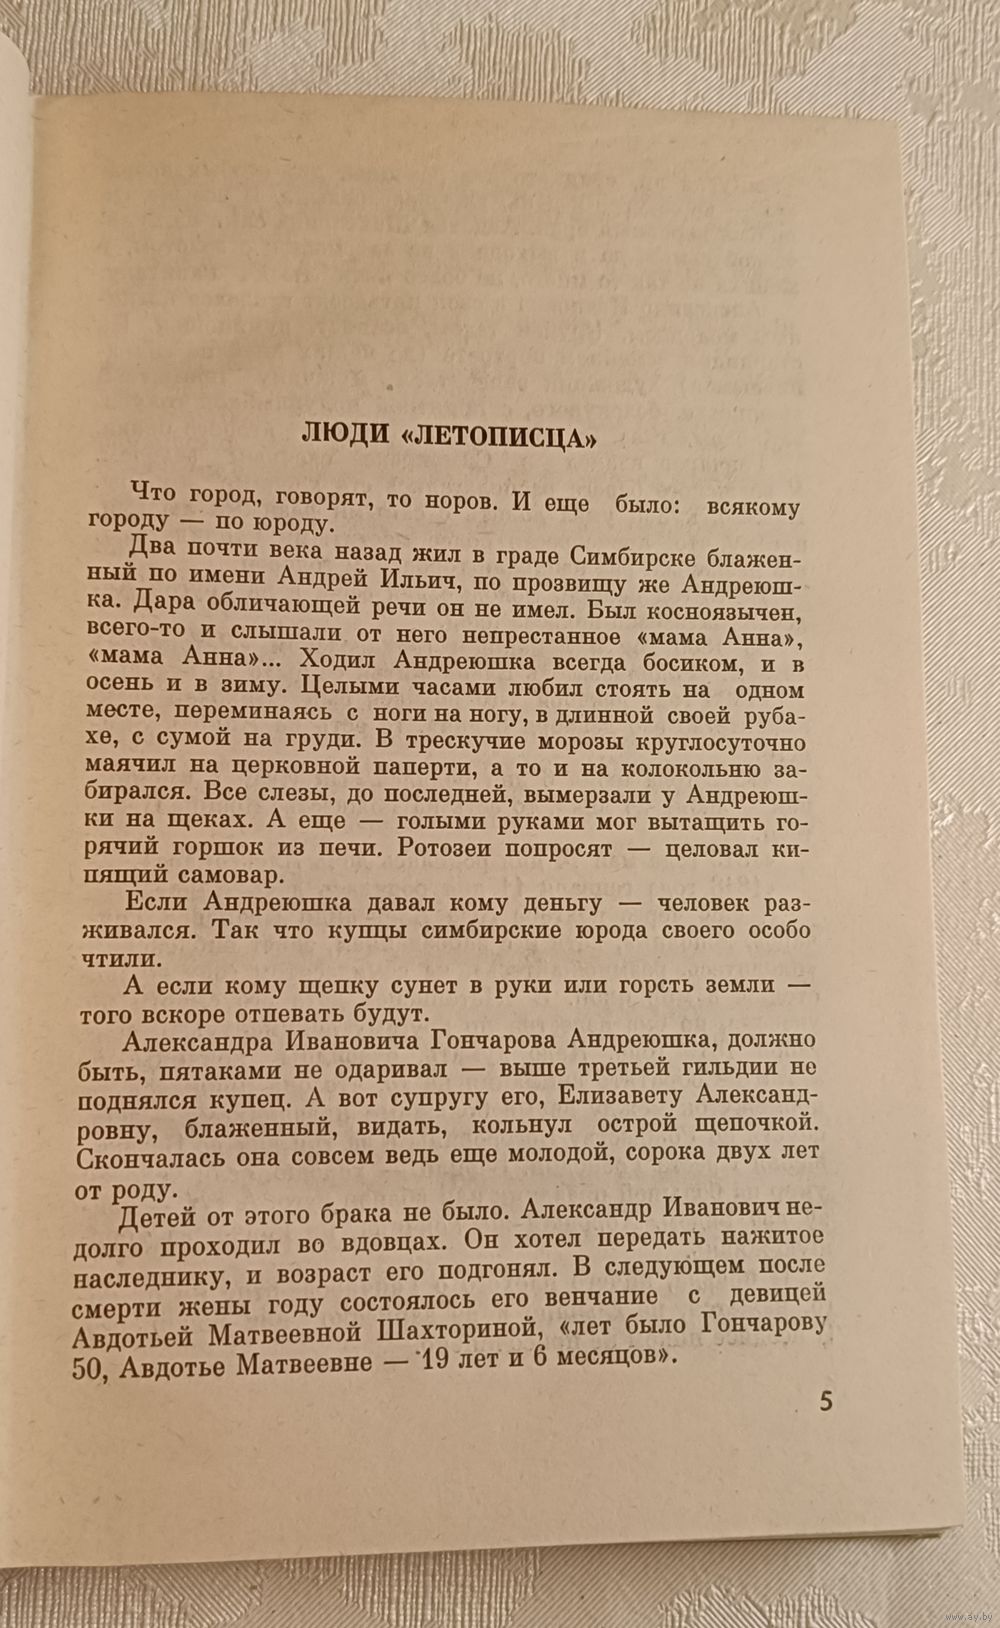 ЛЮДИ «ЛЕТОПИСЦА»
Что город, говорят, то норов. И еще было: всякому
городу — по юроду.
Два почти века назад жил в граде Симбирске блажен-
ный по имени Андрей Ильич, по прозвищу же Андреюш-
ка. Дара обличающей речи он не имел. Был косноязычен,
всего-то и слышали от него непрестанное «мама Анна»,
«мама Анна»... Ходил Андреюшка всегда босиком, и в
осень и в зиму. Целыми часами любил стоять на одном
месте, переминаясь с ноги на ногу, в длинной своей руба-
хе, с сумой на груди. В трескучие морозы круглосуточно
маячил на церковной паперти, а то и на колокольню за-
бирался. Все слезы, до последней, вымерзали у Андреюш-
ки на щеках. А еще — голыми руками мог вытащить го-
рячий горшок из печи. Ротозеи попросят — целовал ки-
пящий самовар.
Если Андреюшка давал кому деньгу — человек раз-
живался. Так что купцы симбирские юрода своего особо
чтили.
А если кому щепку сунет в руки или горсть земли —
того вскоре отпевать будут.
Александра Ивановича Гончарова Андреюшка, должно
быть, пятаками не одаривал — выше третьей гильдии не
поднялся купец. А вот супругу его, Елизавету Александ-
ровну, блаженный, видать, кольнул острой щепочкой.
Скончалась она совсем ведь еще молодой, сорока двух лет
от роду.
Детей от этого брака не было. Александр Иванович не-
долго проходил во вдовцах. Он хотел передать нажитое
наследнику, и возраст его подгонял. В следующем после
смерти жены году состоялось его венчание с девицей
Авдотьей Матвеевной Шахториной, «лет было Гончарову
50, Авдотье Матвеевне — 19 лет и 6 месяцов».
5
www.ay.by